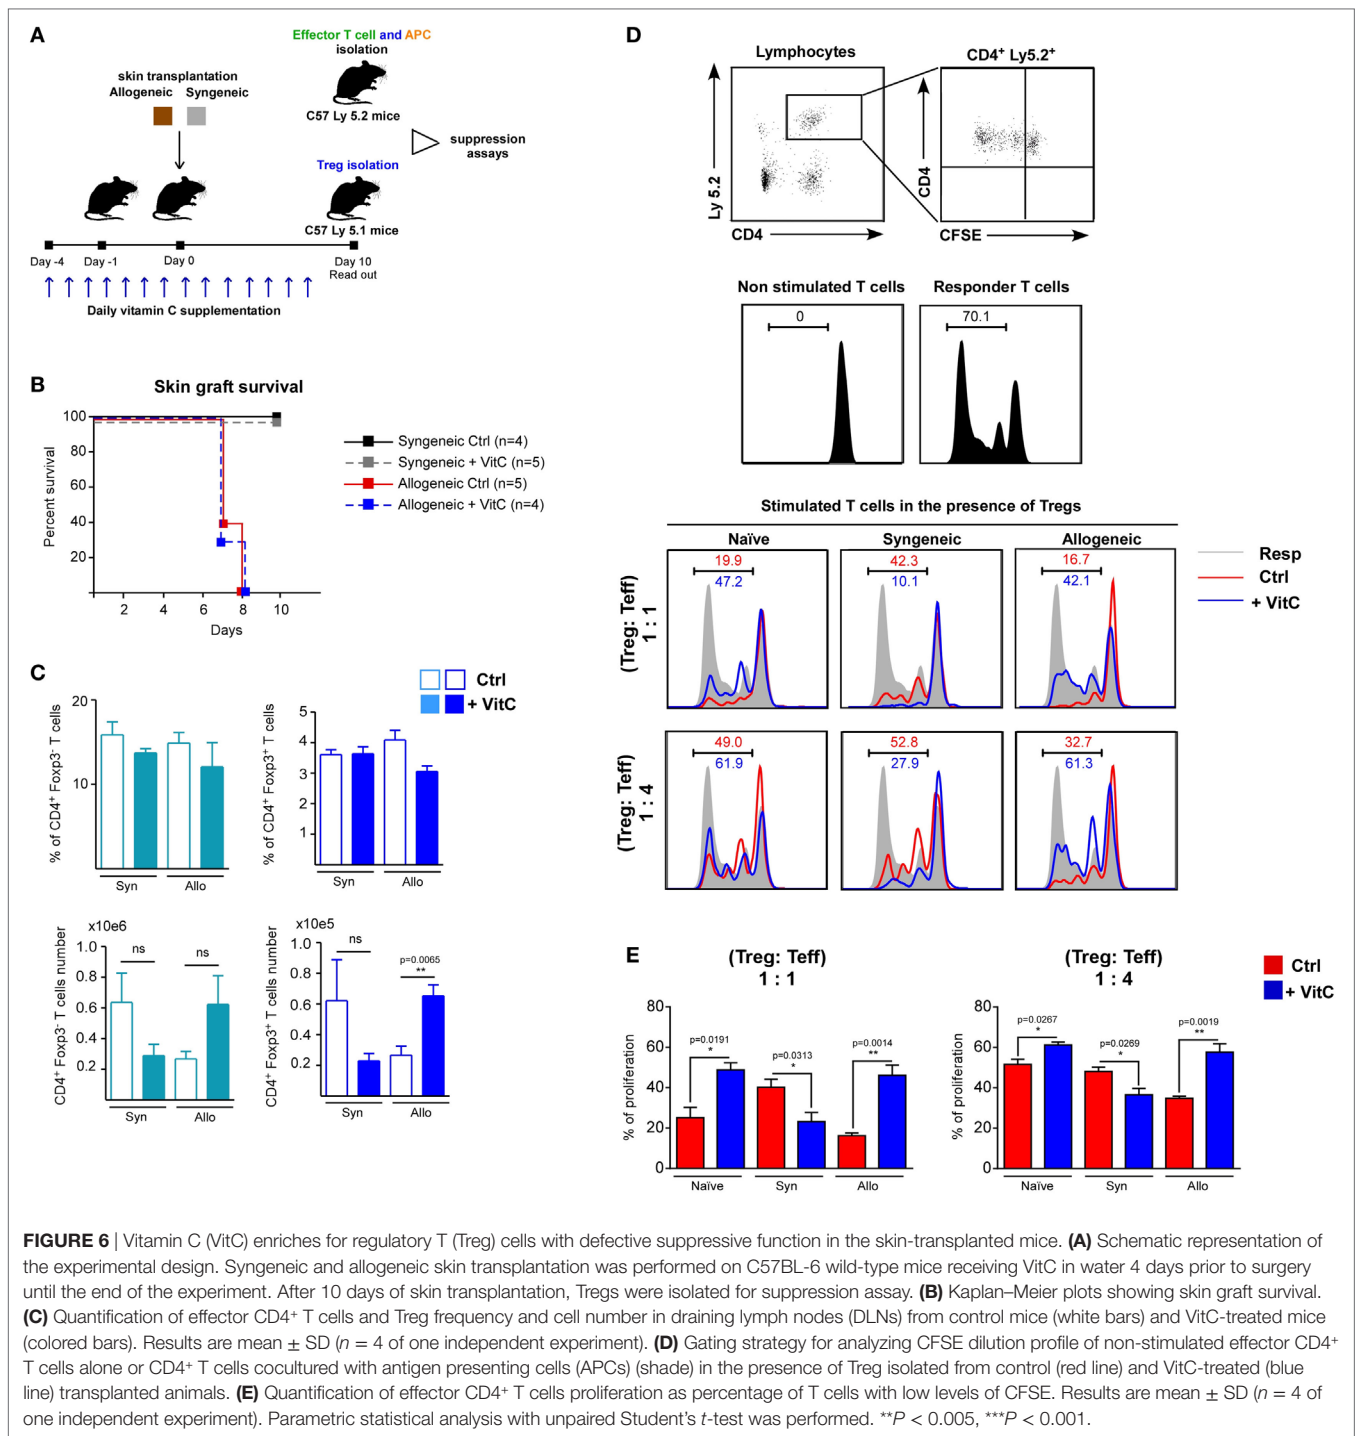 A
Effector T cell and APC
isolation
skin transplantation
Allogeneic Syngeneic
C57 Ly 5.2 mice
suppression
assays
Treg isolation
C57 Ly 5.1 mice
Day -4 Day -1 Day 0 Day 10
Read out
Daily vitamin C supplementation
B
Skin graft survival
Percent survival
100
80
60
40
20
2 4 6 8 10
Days
Syngeneic Ctrl (n=4)
Syngeneic + VitC (n=5)
Allogeneic Ctrl (n=5)
Allogeneic + VitC (n=4)
C
Ctrl
+ VitC
% of CD4⁺ Foxp3⁻ T cells
20
10
Syn Allo
% of CD4⁺ Foxp3⁺ T cells
5
4
3
2
1
Syn Allo
x10e6
CD4⁺ Foxp3⁻ T cells number
1.0
0.8
0.6
0.4
0.2
ns ns
Syn Allo
x10e5
CD4⁺ Foxp3⁺ T cells number
1.0
0.8
0.6
0.4
0.2
ns
p=0.0065
**
Syn Allo
D
Lymphocytes
Ly 5.2
CD4
CD4⁺ Ly5.2⁺
CD4
CFSE
Non stimulated T cells
0
Responder T cells
70.1
Stimulated T cells in the presence of Tregs
Naïve Syngeneic Allogeneic
(Treg: Teff)
1 : 1
19.9
47.2
42.3
10.1
16.7
42.1
Resp
Ctrl
+ VitC
(Treg: Teff)
1 : 4
49.0
61.9
52.8
27.9
32.7
61.3
E
(Treg: Teff)
1 : 1
% of proliferation
80
60
40
20
0
p=0.0191
*
p=0.0313
*
p=0.0014
**
Naïve Syn Allo
(Treg: Teff)
1 : 4
% of proliferation
80
60
40
20
0
p=0.0267
*
p=0.0269
*
p=0.0019
**
Naïve Syn Allo
Ctrl
+ VitC
FIGURE 6 | Vitamin C (VitC) enriches for regulatory T (Treg) cells with defective suppressive function in the skin-transplanted mice. (A) Schematic representation of
the experimental design. Syngeneic and allogeneic skin transplantation was performed on C57BL-6 wild-type mice receiving VitC in water 4 days prior to surgery
until the end of the experiment. After 10 days of skin transplantation, Tregs were isolated for suppression assay. (B) Kaplan–Meier plots showing skin graft survival.
(C) Quantification of effector CD4⁺ T cells and Treg frequency and cell number in draining lymph nodes (DLNs) from control mice (white bars) and VitC-treated mice
(colored bars). Results are mean ± SD (n = 4 of one independent experiment). (D) Gating strategy for analyzing CFSE dilution profile of non-stimulated effector CD4⁺
T cells alone or CD4⁺ T cells cocultured with antigen presenting cells (APCs) (shade) in the presence of Treg isolated from control (red line) and VitC-treated (blue
line) transplanted animals. (E) Quantification of effector CD4⁺ T cells proliferation as percentage of T cells with low levels of CFSE. Results are mean ± SD (n = 4 of
one independent experiment). Parametric statistical analysis with unpaired Student's t-test was performed. **P < 0.005, ***P < 0.001.